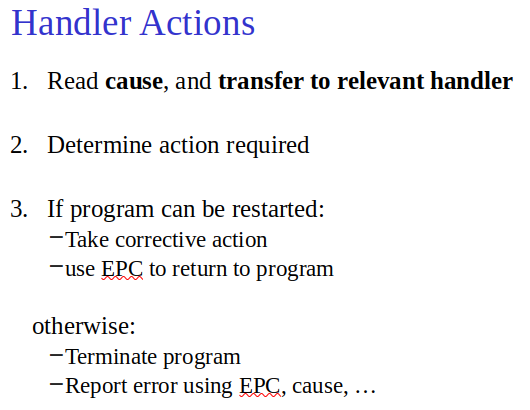 Handler Actions
1. Read cause, and transfer to relevant handler
2. Determine action required
3. If program can be restarted:
–Take corrective action
–use EPC to return to program
otherwise:
–Terminate program
–Report error using EPC, cause, …